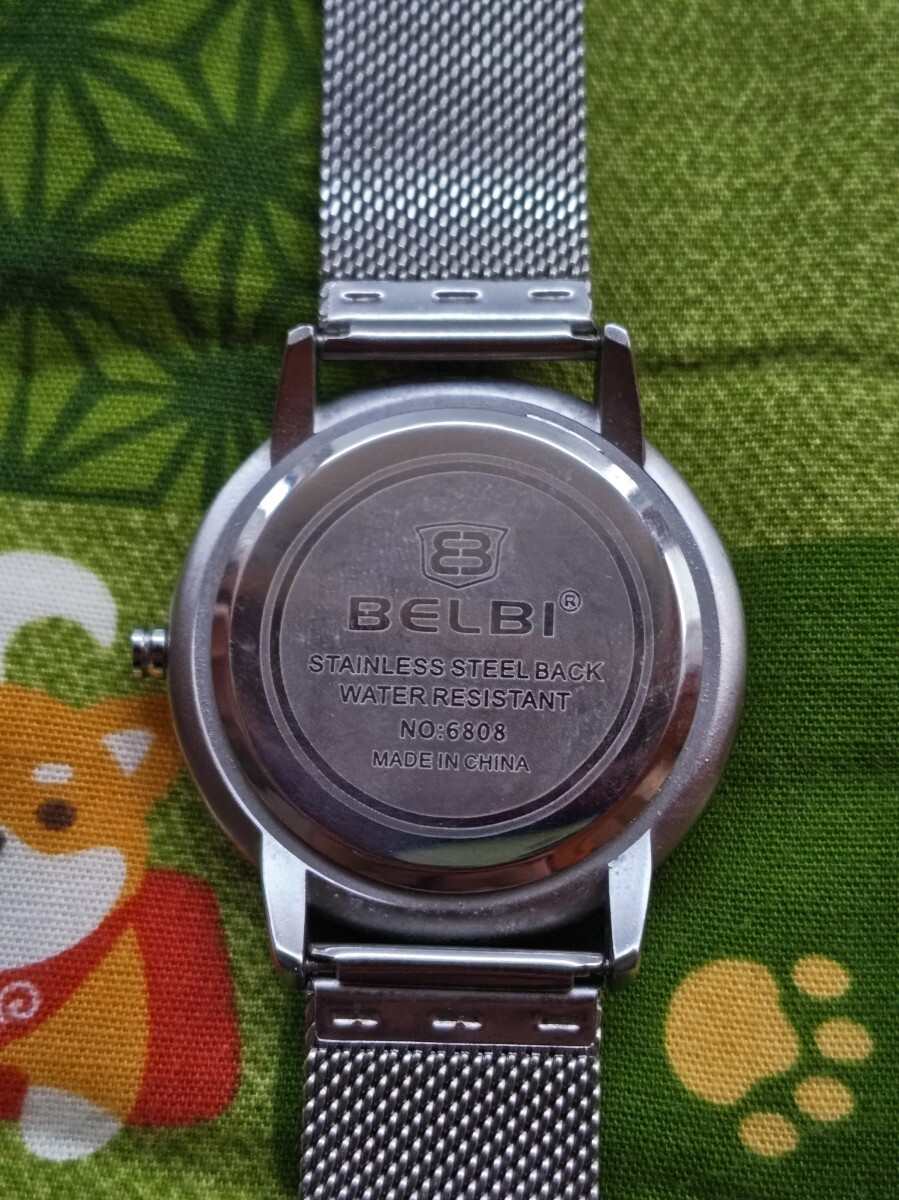 BELBI®
STAINLESS STEEL BACK
WATER RESISTANT
NO:6808
MADE IN CHINA